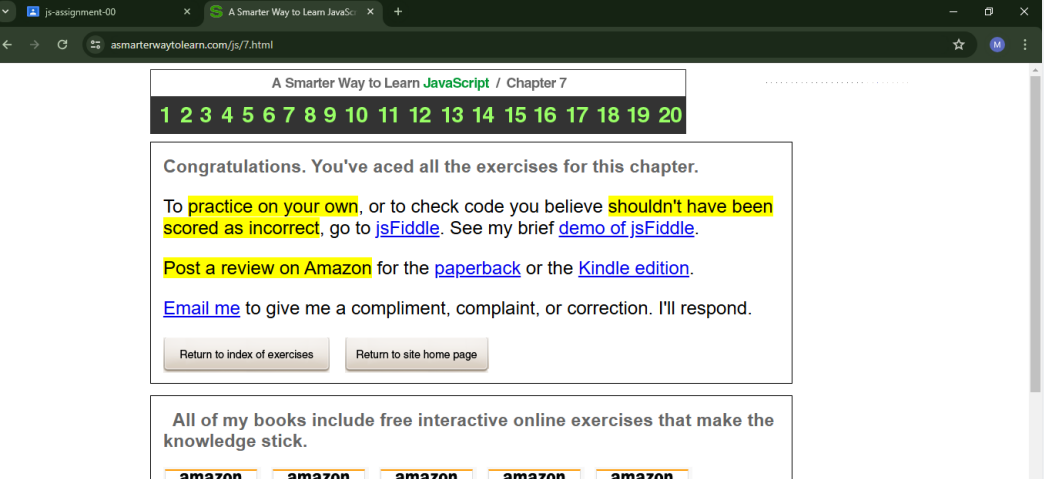 js-assignment-00
A Smarter Way to Learn JavaSc
asmarterwaytolearn.com/js/7.html
M
A Smarter Way to Learn JavaScript / Chapter 7
1 2 3 4 5 6 7 8 9 10 11 12 13 14 15 16 17 18 19 20
Congratulations. You've aced all the exercises for this chapter.
To practice on your own, or to check code you believe shouldn't have been
scored as incorrect, go to jsFiddle. See my brief demo of jsFiddle.
Post a review on Amazon for the paperback or the Kindle edition.
Email me to give me a compliment, complaint, or correction. I'll respond.
Return to index of exercises
Return to site home page
All of my books include free interactive online exercises that make the
knowledge stick.
amazon amazon amazon amazon amazon